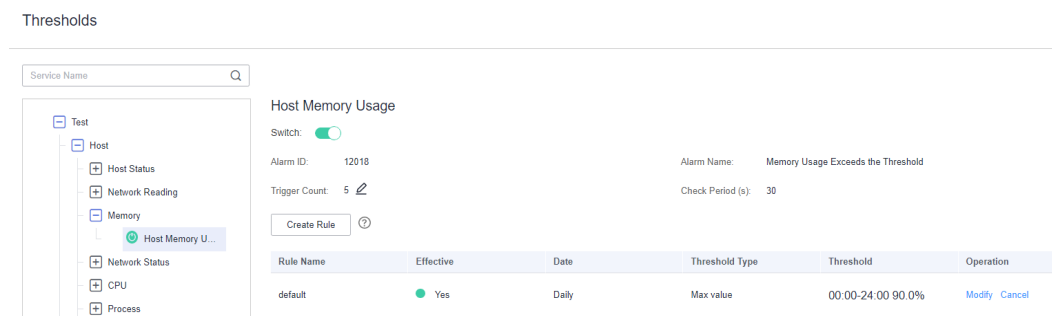 Thresholds
Service Name
Test
Host
Host Status
Network Reading
Memory
Host Memory U...
Network Status
CPU
Process
Host Memory Usage
Switch:
Alarm ID: 12018 Alarm Name: Memory Usage Exceeds the Threshold
Trigger Count: 5 Check Period (s): 30
Create Rule ?
Rule Name Effective Date Threshold Type Threshold Operation
default Yes Daily Max value 00:00-24:00 90.0% Modify Cancel